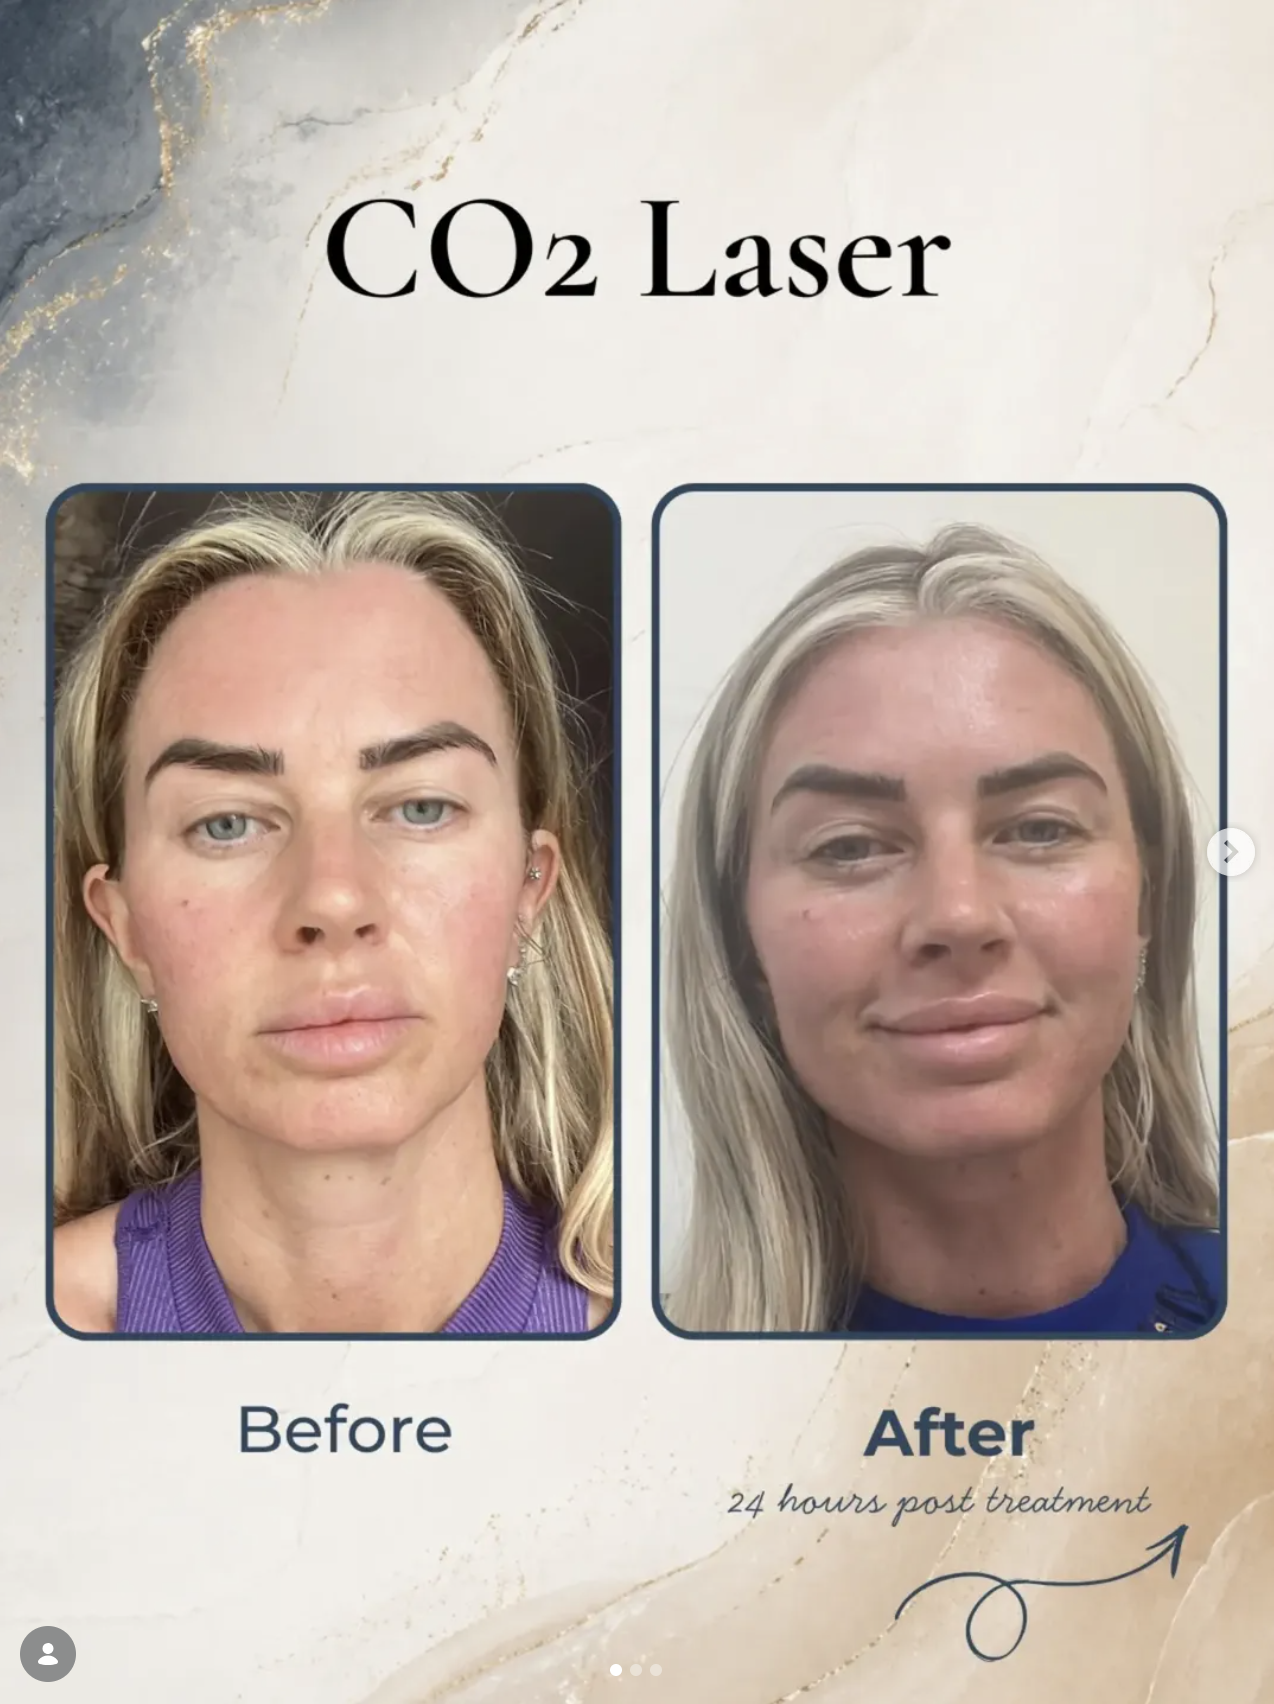 CO2 Laser
Before
After
24 hours post treatment